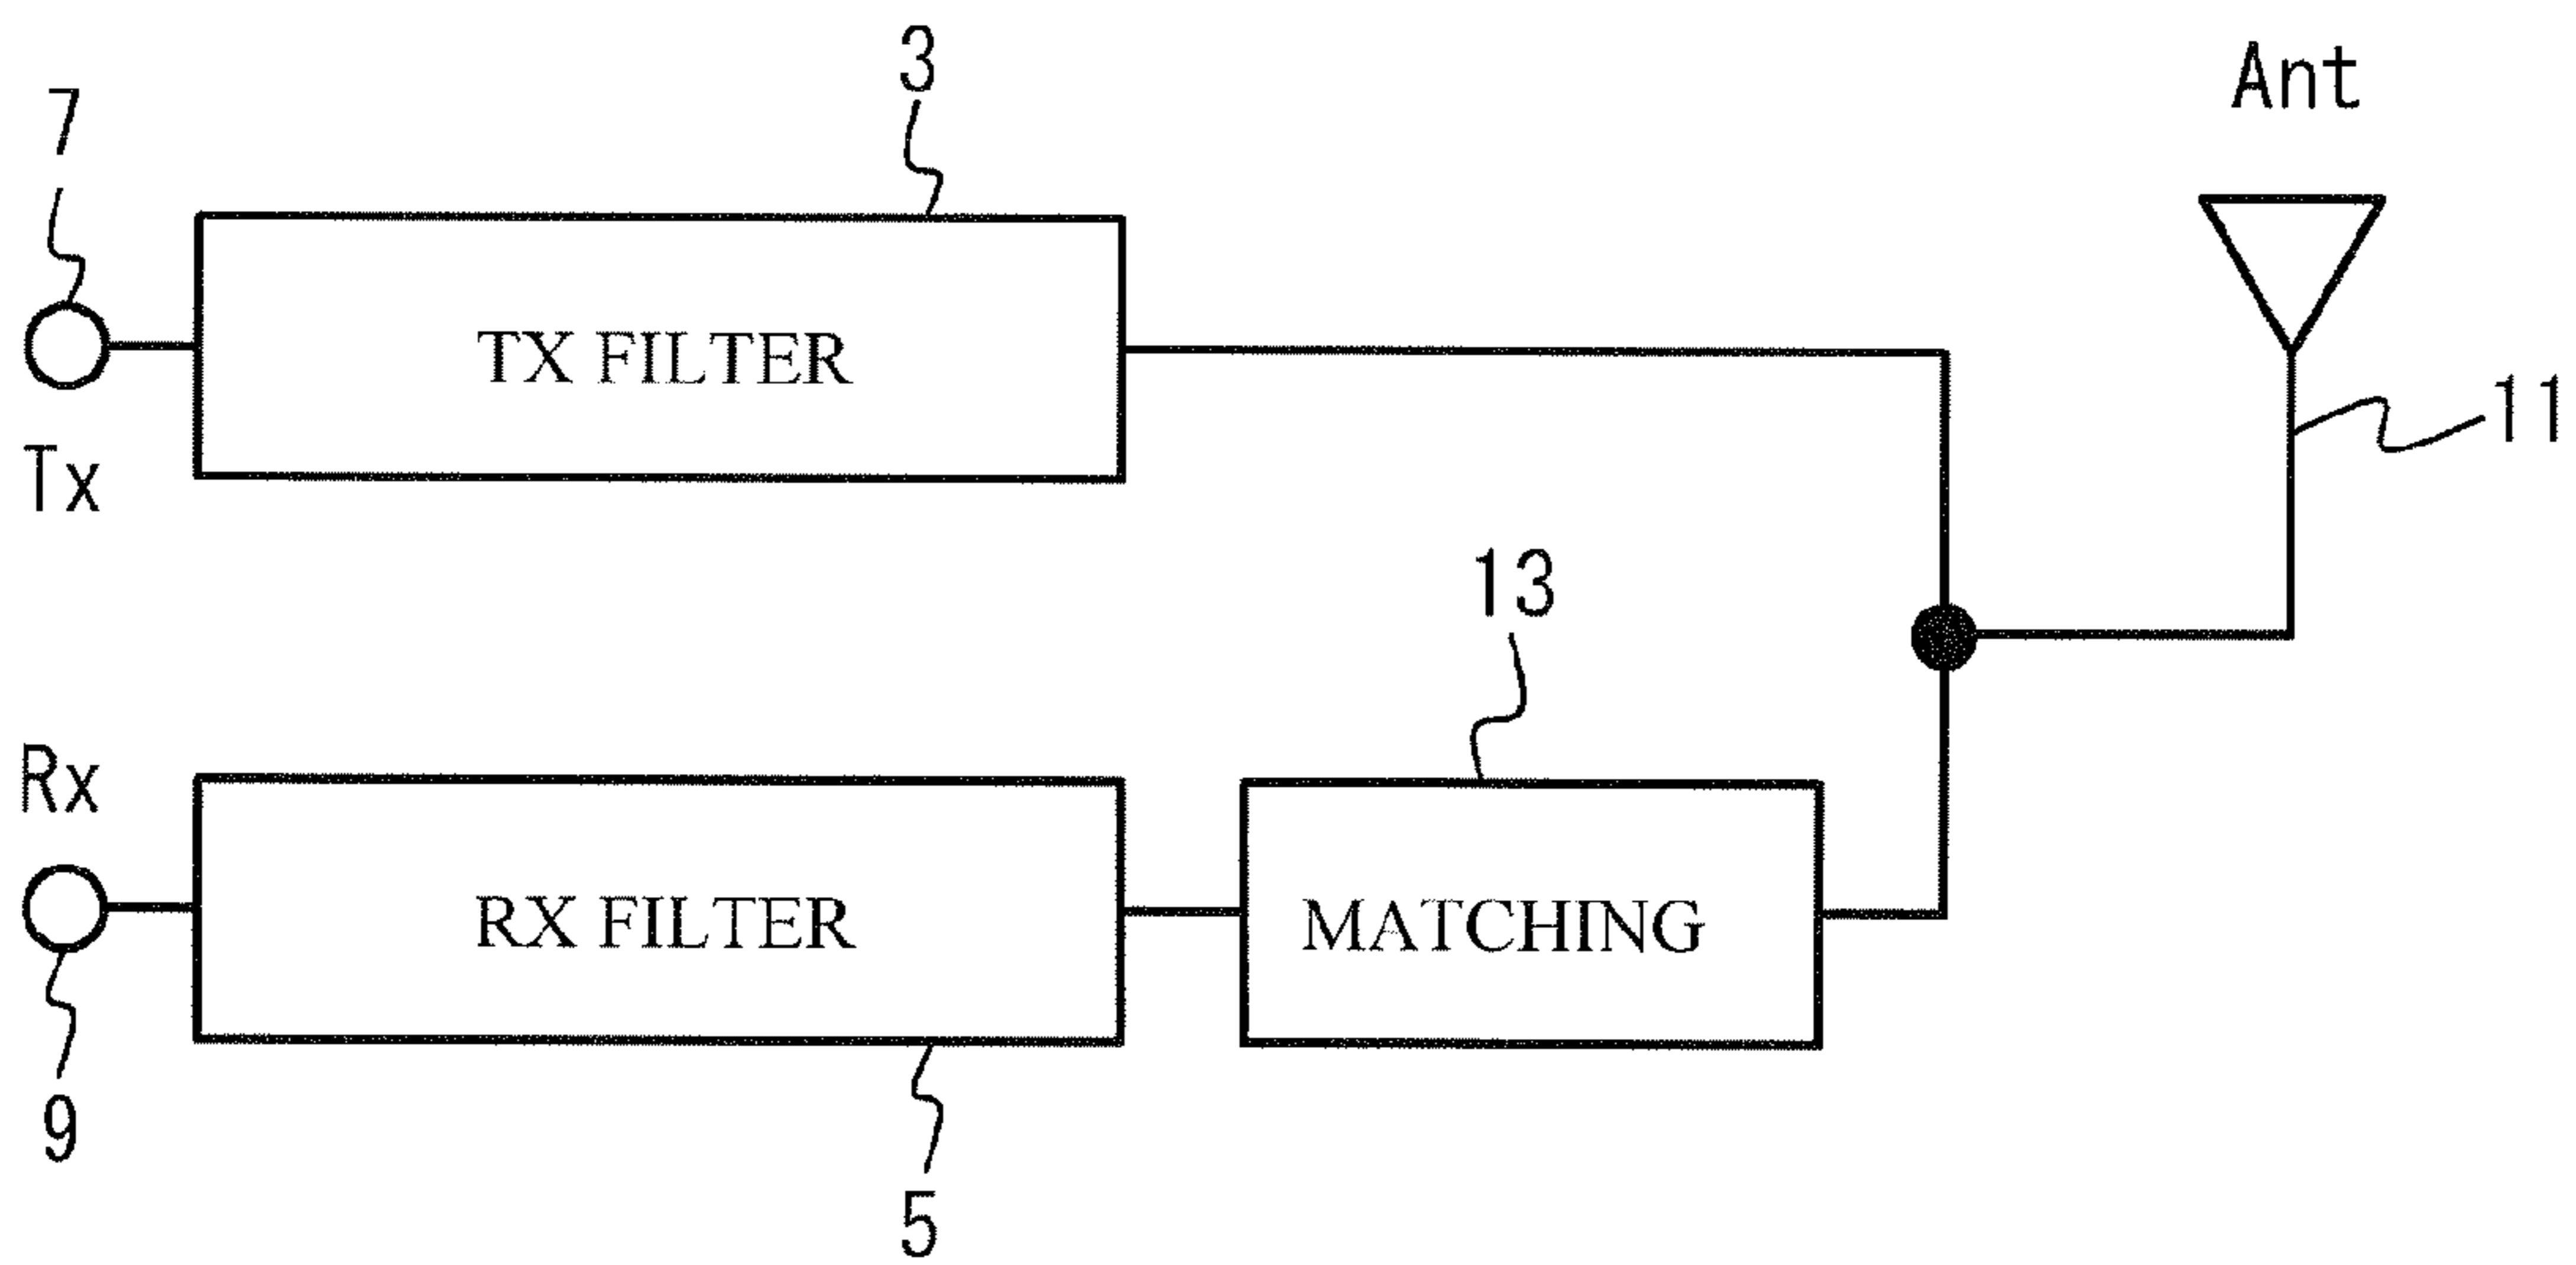 3
Ant
7
TX FILTER
11
Tx
13
Rx
RX FILTER
MATCHING
9
5